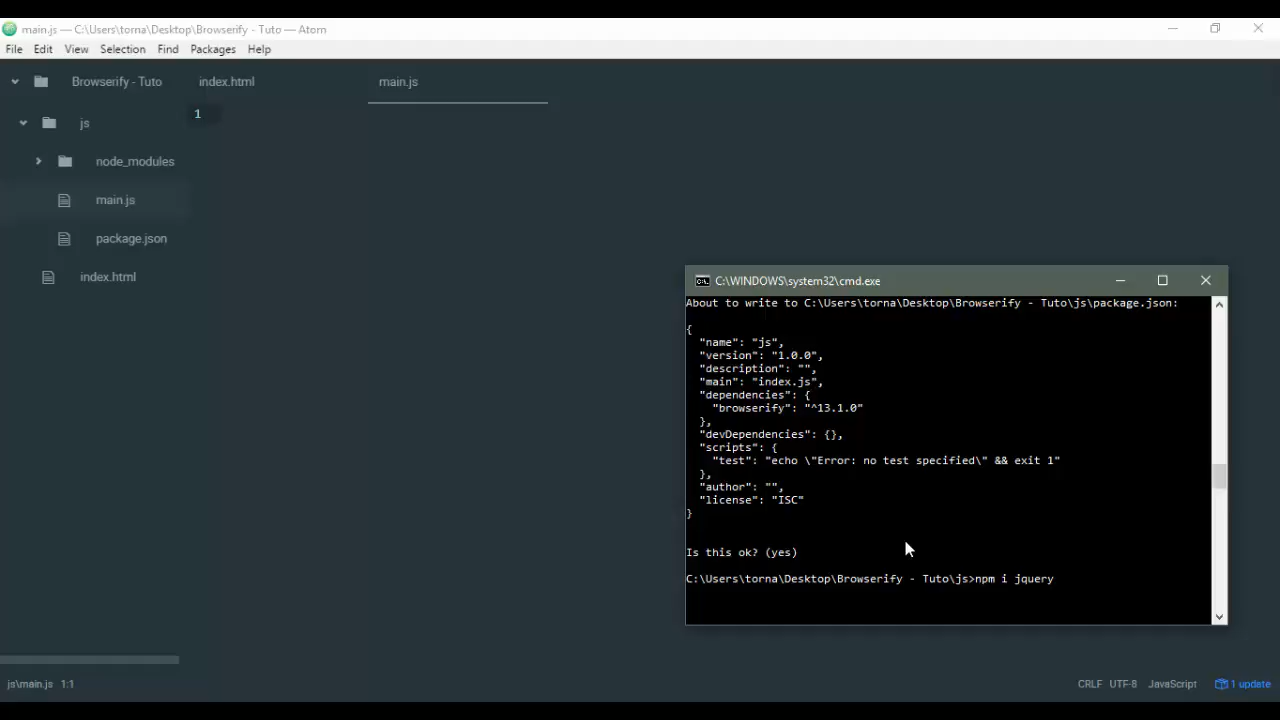 main.js — C:\Users\torna\Desktop\Browserify - Tuto — Atom
File Edit View Selection Find Packages Help
Browserify - Tuto
index.html
main.js
1
js
node_modules
main.js
package.json
index.html
C:\WINDOWS\system32\cmd.exe
About to write to C:\Users\torna\Desktop\Browserify - Tuto\js\package.json:
{
"name": "js",
"version": "1.0.0",
"description": "",
"main": "index.js",
"dependencies": {
"browserify": "^13.1.0"
},
"devDependencies": {},
"scripts": {
"test": "echo \"Error: no test specified\" && exit 1"
},
"author": "",
"license": "ISC"
}
Is this ok? (yes)
C:\Users\torna\Desktop\Browserify - Tuto\js>npm i jquery
js\main.js 1:1
CRLF UTF-8 JavaScript 1 update